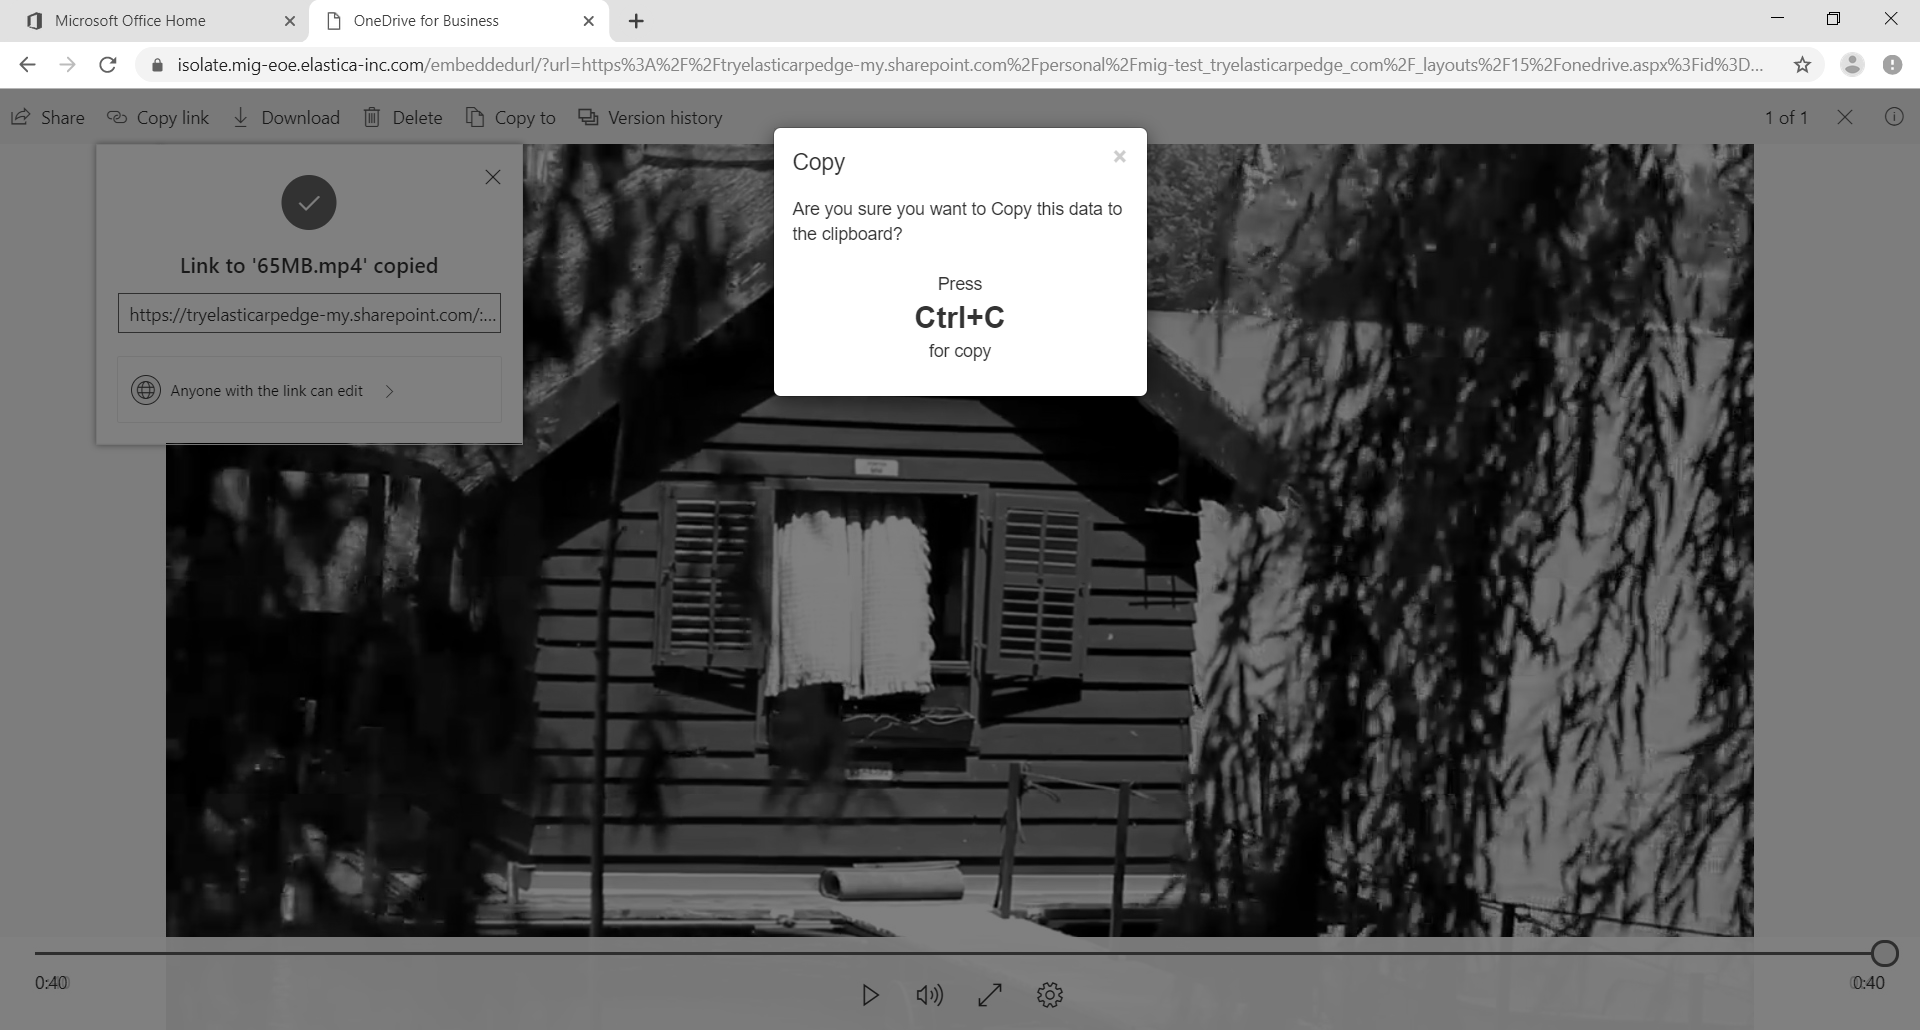 Microsoft Office Home
OneDrive for Business
isolate.mig-eoe.elastica-inc.com/embeddedurl/?url=https%3A%2F%2Ftryelasticarpedge-my.sharepoint.com%2Fpersonal%2Fmig-test_tryelasticarpedge_com%2F_layouts%2F15%2Fonedrive.aspx%3Fid%3D...
Share
Copy link
Download
Delete
Copy to
Version history
1 of 1
Link to '65MB.mp4' copied
https://tryelasticarpedge-my.sharepoint.com/:...
Anyone with the link can edit
Copy
Are you sure you want to Copy this data to
the clipboard?
Press
Ctrl+C
for copy
0:40
0:40